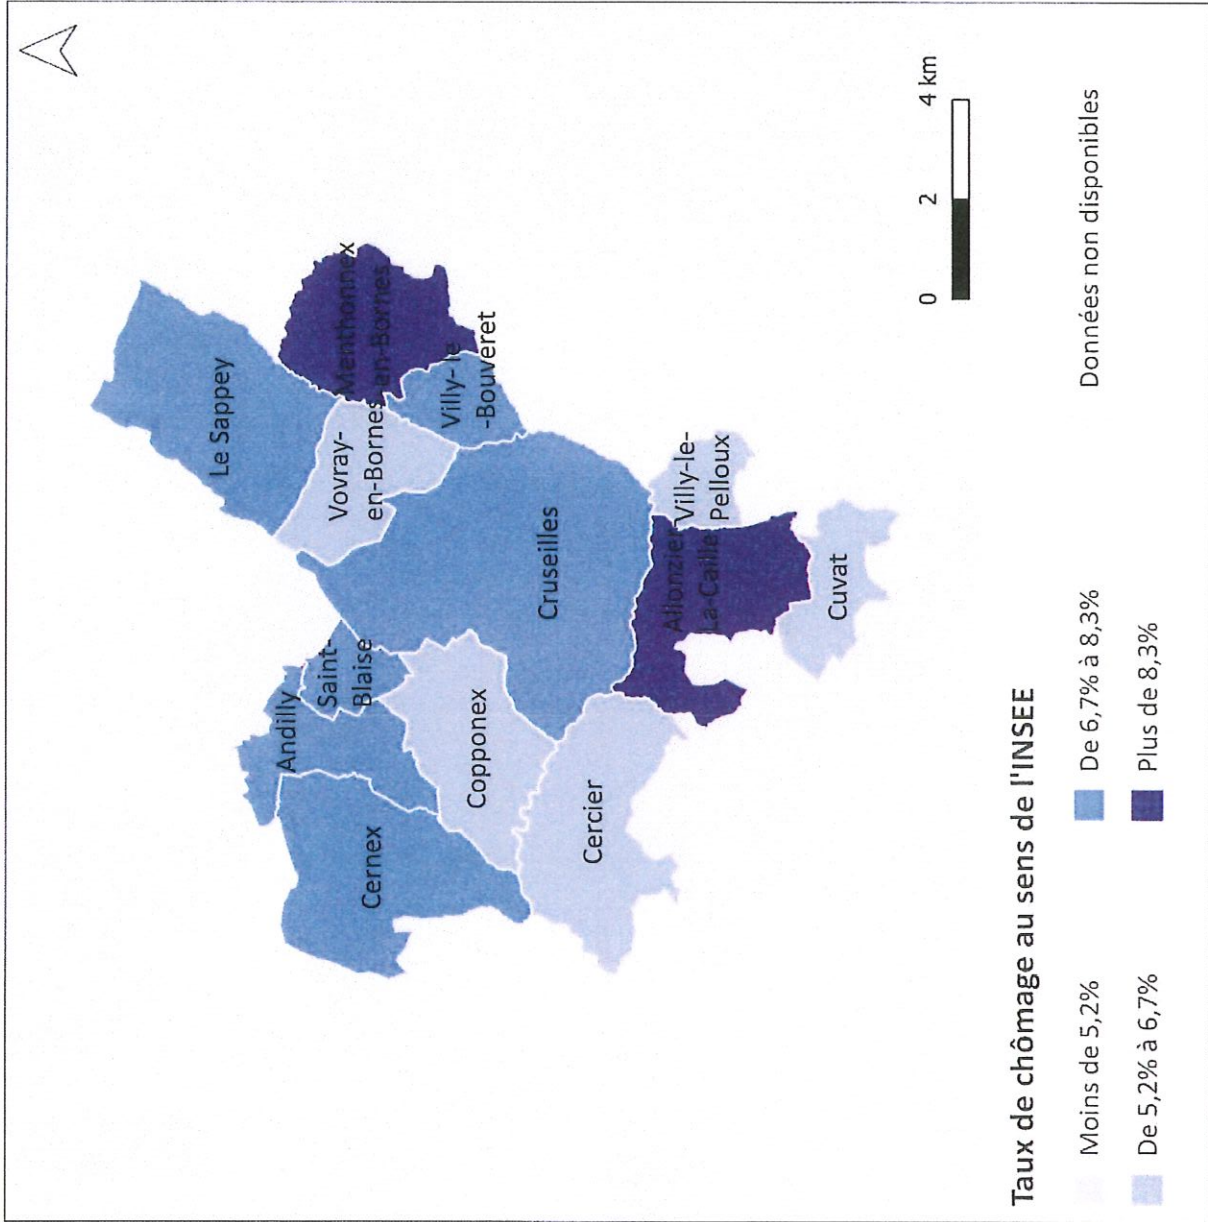 Le Sappey
Andilly
Saint-
Blaise
Vovray-
en-Bornes
Menthonnex
en-Bornes
Cernex
Villy-le
-Bouveret
Copponex
Cruseilles
Cercier
Allonzier-
La-Caille
Villy-le-
Pelloux
Cuvat
0 2 4 km
Taux de chômage au sens de l'INSEE
Moins de 5,2%
De 6,7% à 8,3%
Données non disponibles
De 5,2% à 6,7%
Plus de 8,3%